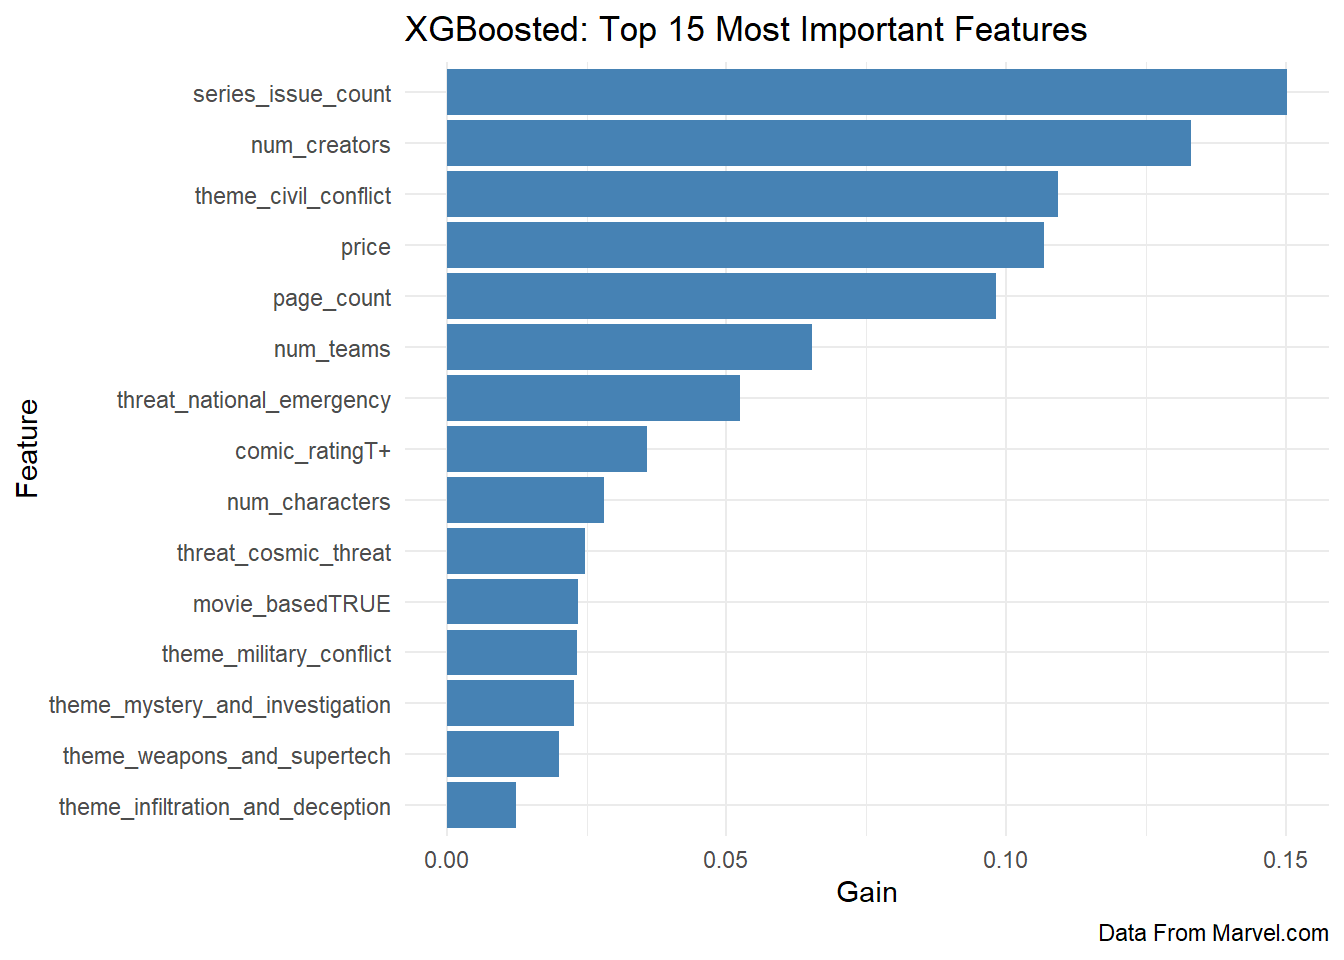 XGBoosted: Top 15 Most Important Features
Feature
series_issue_count
num_creators
theme_civil_conflict
price
page_count
num_teams
threat_national_emergency
comic_ratingT+
num_characters
threat_cosmic_threat
movie_basedTRUE
theme_military_conflict
theme_mystery_and_investigation
theme_weapons_and_supertech
theme_infiltration_and_deception
0.00 0.05 0.10 0.15
Gain
Data From Marvel.com